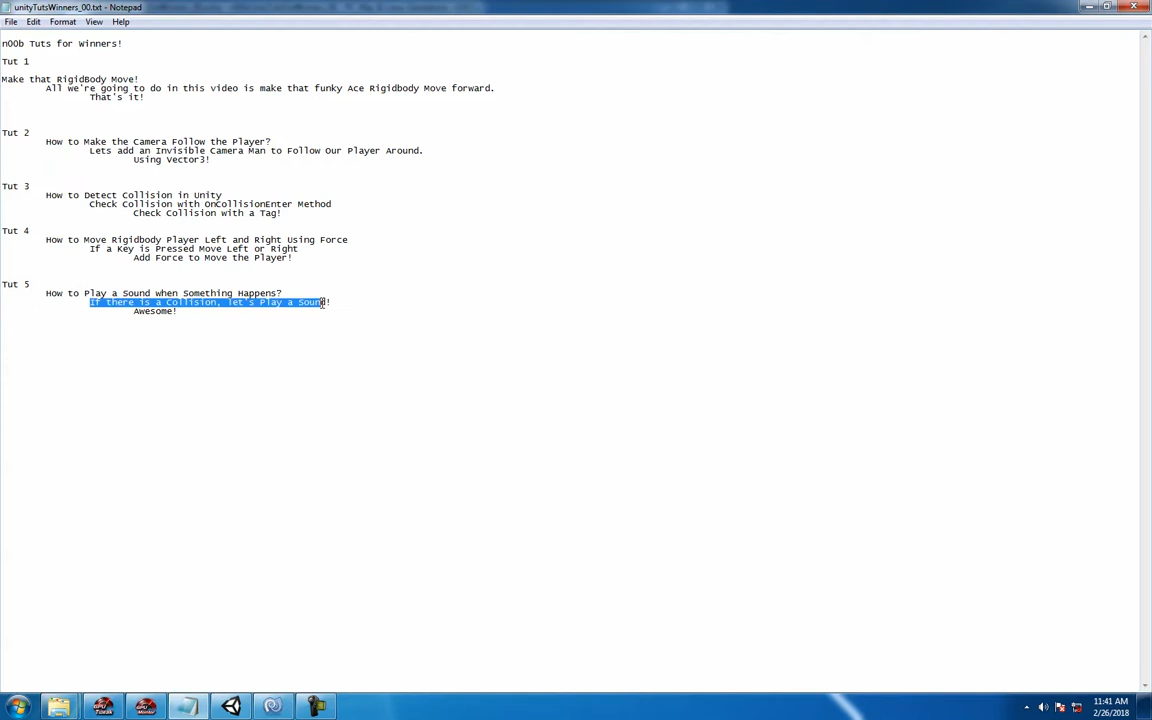 unityTutsWinners_00.txt - Notepad
File Edit Format View Help
n00b Tuts for Winners!
Tut 1
Make that RigidBody Move!
All we're going to do in this video is make that funky Ace Rigidbody Move forward.
That's it!
Tut 2
How to Make the Camera Follow the Player?
Lets add an Invisible Camera Man to Follow Our Player Around.
Using Vector3!
Tut 3
How to Detect Collision in Unity
Check Collision with OnCollisionEnter Method
Check Collision with a Tag!
Tut 4
How to Move Rigidbody Player Left and Right Using Force
If a Key is Pressed Move Left or Right
Add Force to Move the Player!
Tut 5
How to Play a Sound when Something Happens?
If there is a Collision, let's Play a Sound!
Awesome!
11:41 AM
2/26/2018